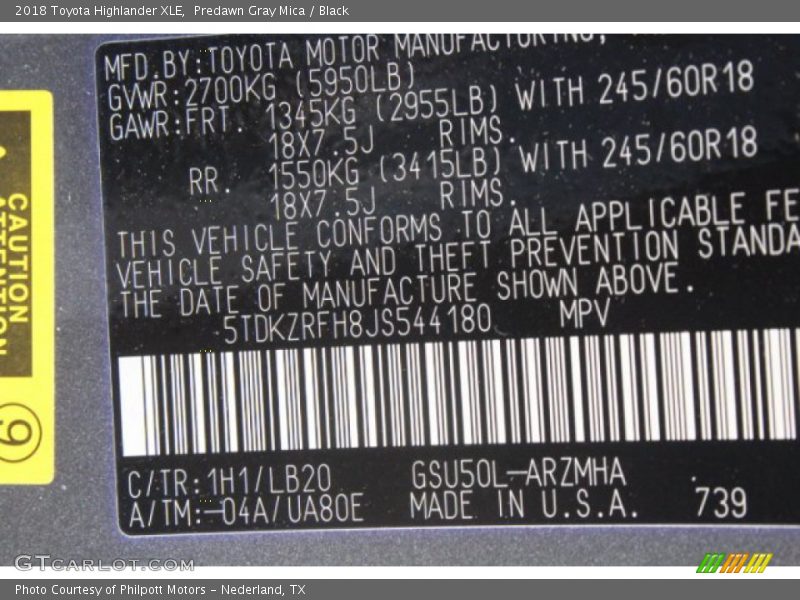 2018 Toyota Highlander XLE, Predawn Gray Mica / Black
MFD.BY:TOYOTA MOTOR MANUFACTURING,
GVWR:2700KG (5950LB)
GAWR:FRT. 1345KG (2955LB) WITH 245/60R18
18X7.5J RIMS.
RR. 1550KG (3415LB) WITH 245/60R18
18X7.5J RIMS.
THIS VEHICLE CONFORMS TO ALL APPLICABLE FE
VEHICLE SAFETY AND THEFT PREVENTION STANDA
THE DATE OF MANUFACTURE SHOWN ABOVE.
5TDKZRFH8JS544180 MPV
C/TR:1H1/LB20 GSU50L-ARZMHA
A/TM:-04A/UA80E MADE IN U.S.A. 739
CAUTION
ATTENTION
9
GTCARLOT.COM
Photo Courtesy of Philpott Motors - Nederland, TX